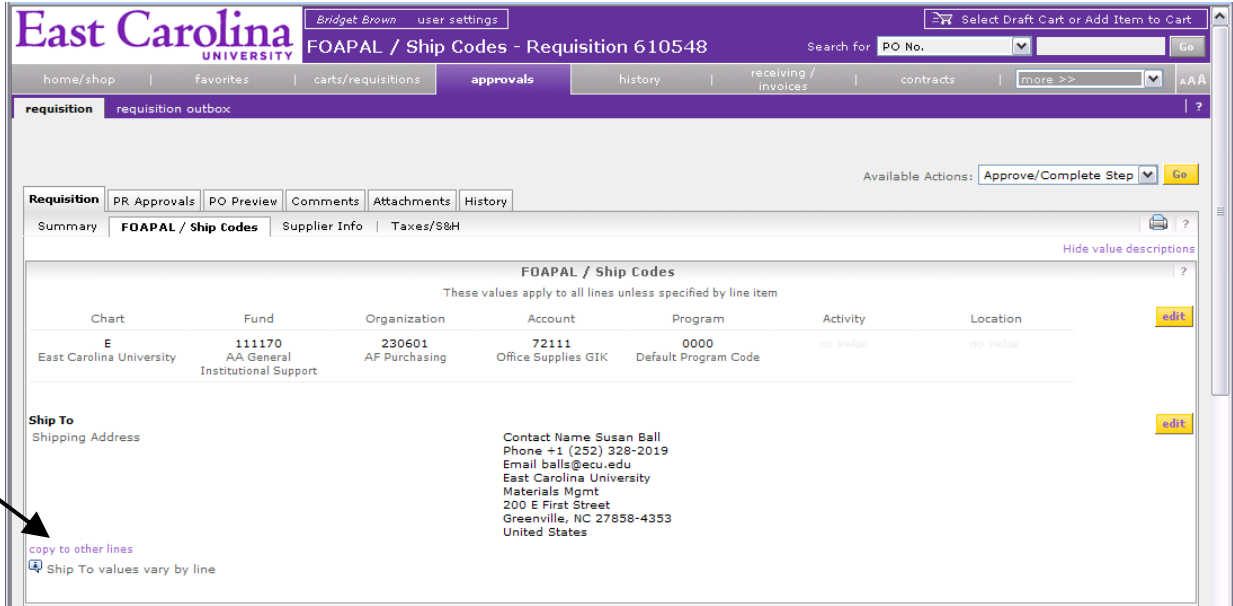 East Carolina
UNIVERSITY
Bridget Brown user settings
Select Draft Cart or Add Item to Cart
FOAPAL / Ship Codes - Requisition 610548
Search for PO No. Go
home/shop | favorites | carts/requisitions approvals history | receiving / invoices | contracts | more >> AAA
requisition requisition outbox | ?
Available Actions: Approve/Complete Step Go
Requisition PR Approvals PO Preview Comments Attachments History
Summary FOAPAL / Ship Codes Supplier Info | Taxes/S&H ?
Hide value descriptions
FOAPAL / Ship Codes ?
These values apply to all lines unless specified by line item
Chart Fund Organization Account Program Activity Location edit
E 111170 230601 72111 0000 no value no value
East Carolina University AA General AF Purchasing Office Supplies GIK Default Program Code
Institutional Support
Ship To edit
Shipping Address Contact Name Susan Ball
Phone +1 (252) 328-2019
Email balls@ecu.edu
East Carolina University
Materials Mgmt
200 E First Street
Greenville, NC 27858-4353
United States
copy to other lines
Ship To values vary by line